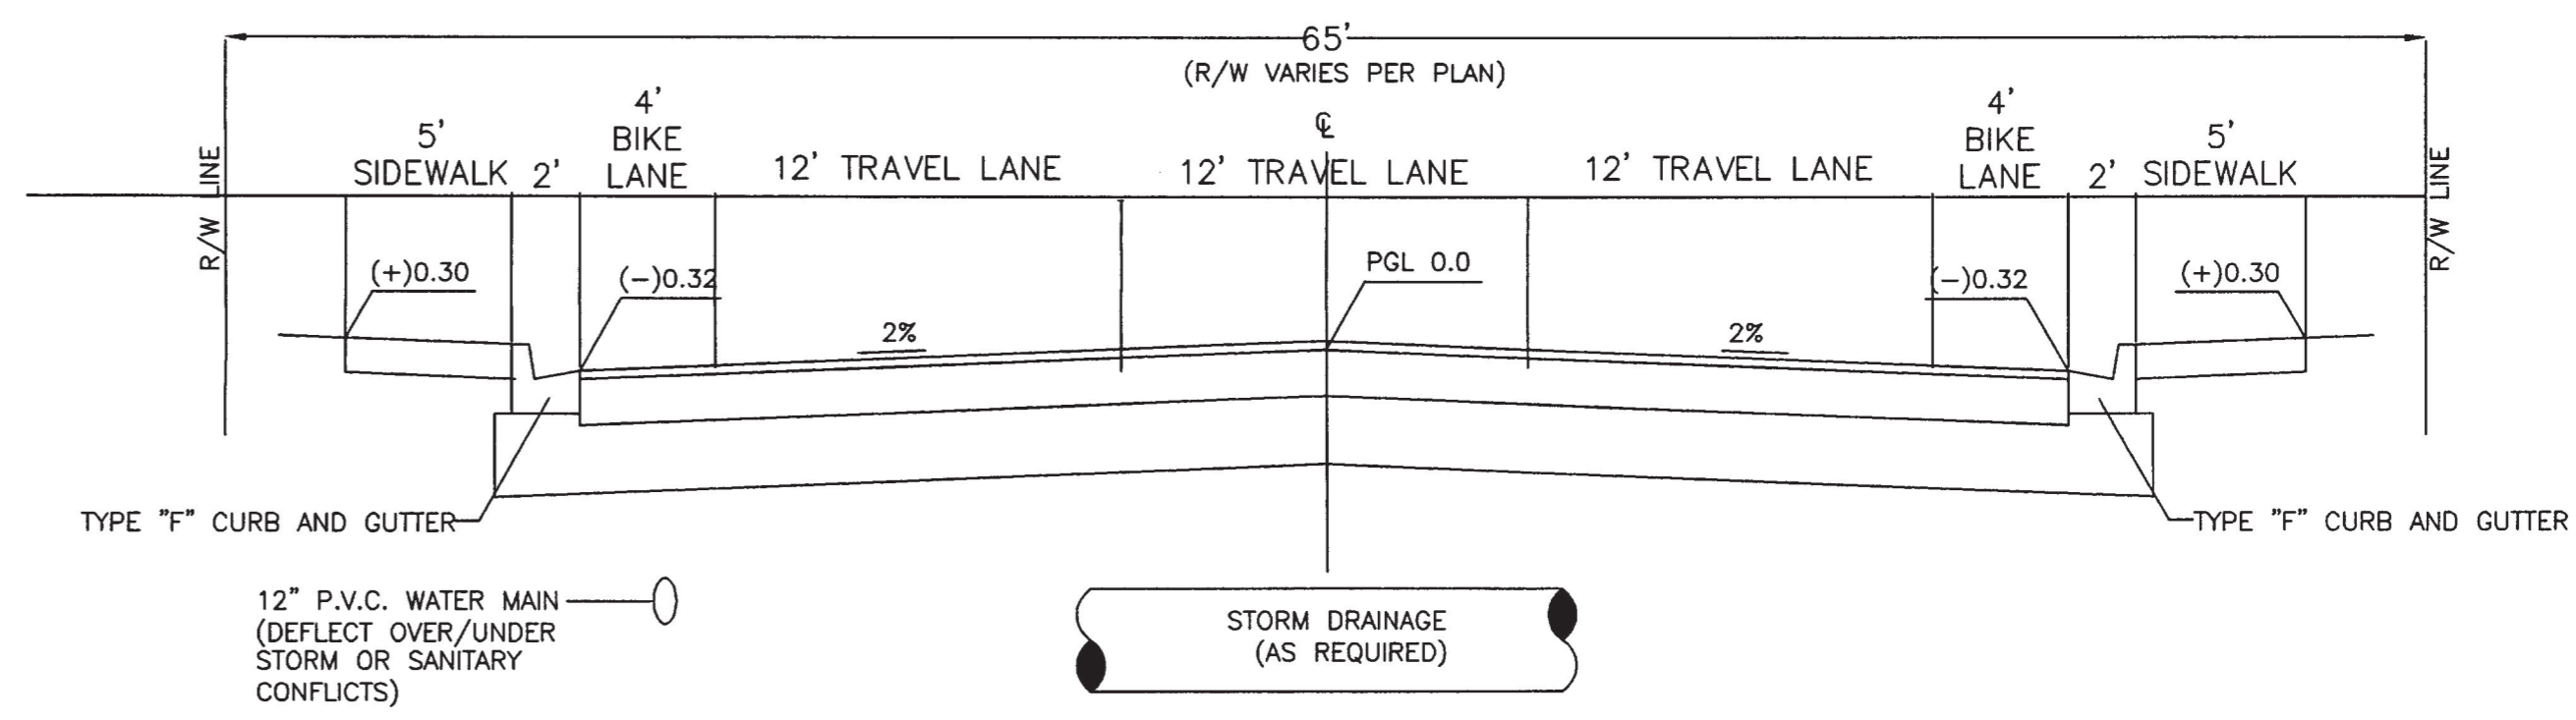 65'
(R/W VARIES PER PLAN)
4'
BIKE
LANE
5'
SIDEWALK
2'
12' TRAVEL LANE
℄
12' TRAVEL LANE
12' TRAVEL LANE
4'
BIKE
LANE
2'
5'
SIDEWALK
R/W LINE
R/W LINE
(+)0.30
(-)0.32
PGL 0.0
(-)0.32
(+)0.30
2%
2%
TYPE "F" CURB AND GUTTER
TYPE "F" CURB AND GUTTER
12" P.V.C. WATER MAIN
(DEFLECT OVER/UNDER
STORM OR SANITARY
CONFLICTS)
STORM DRAINAGE
(AS REQUIRED)